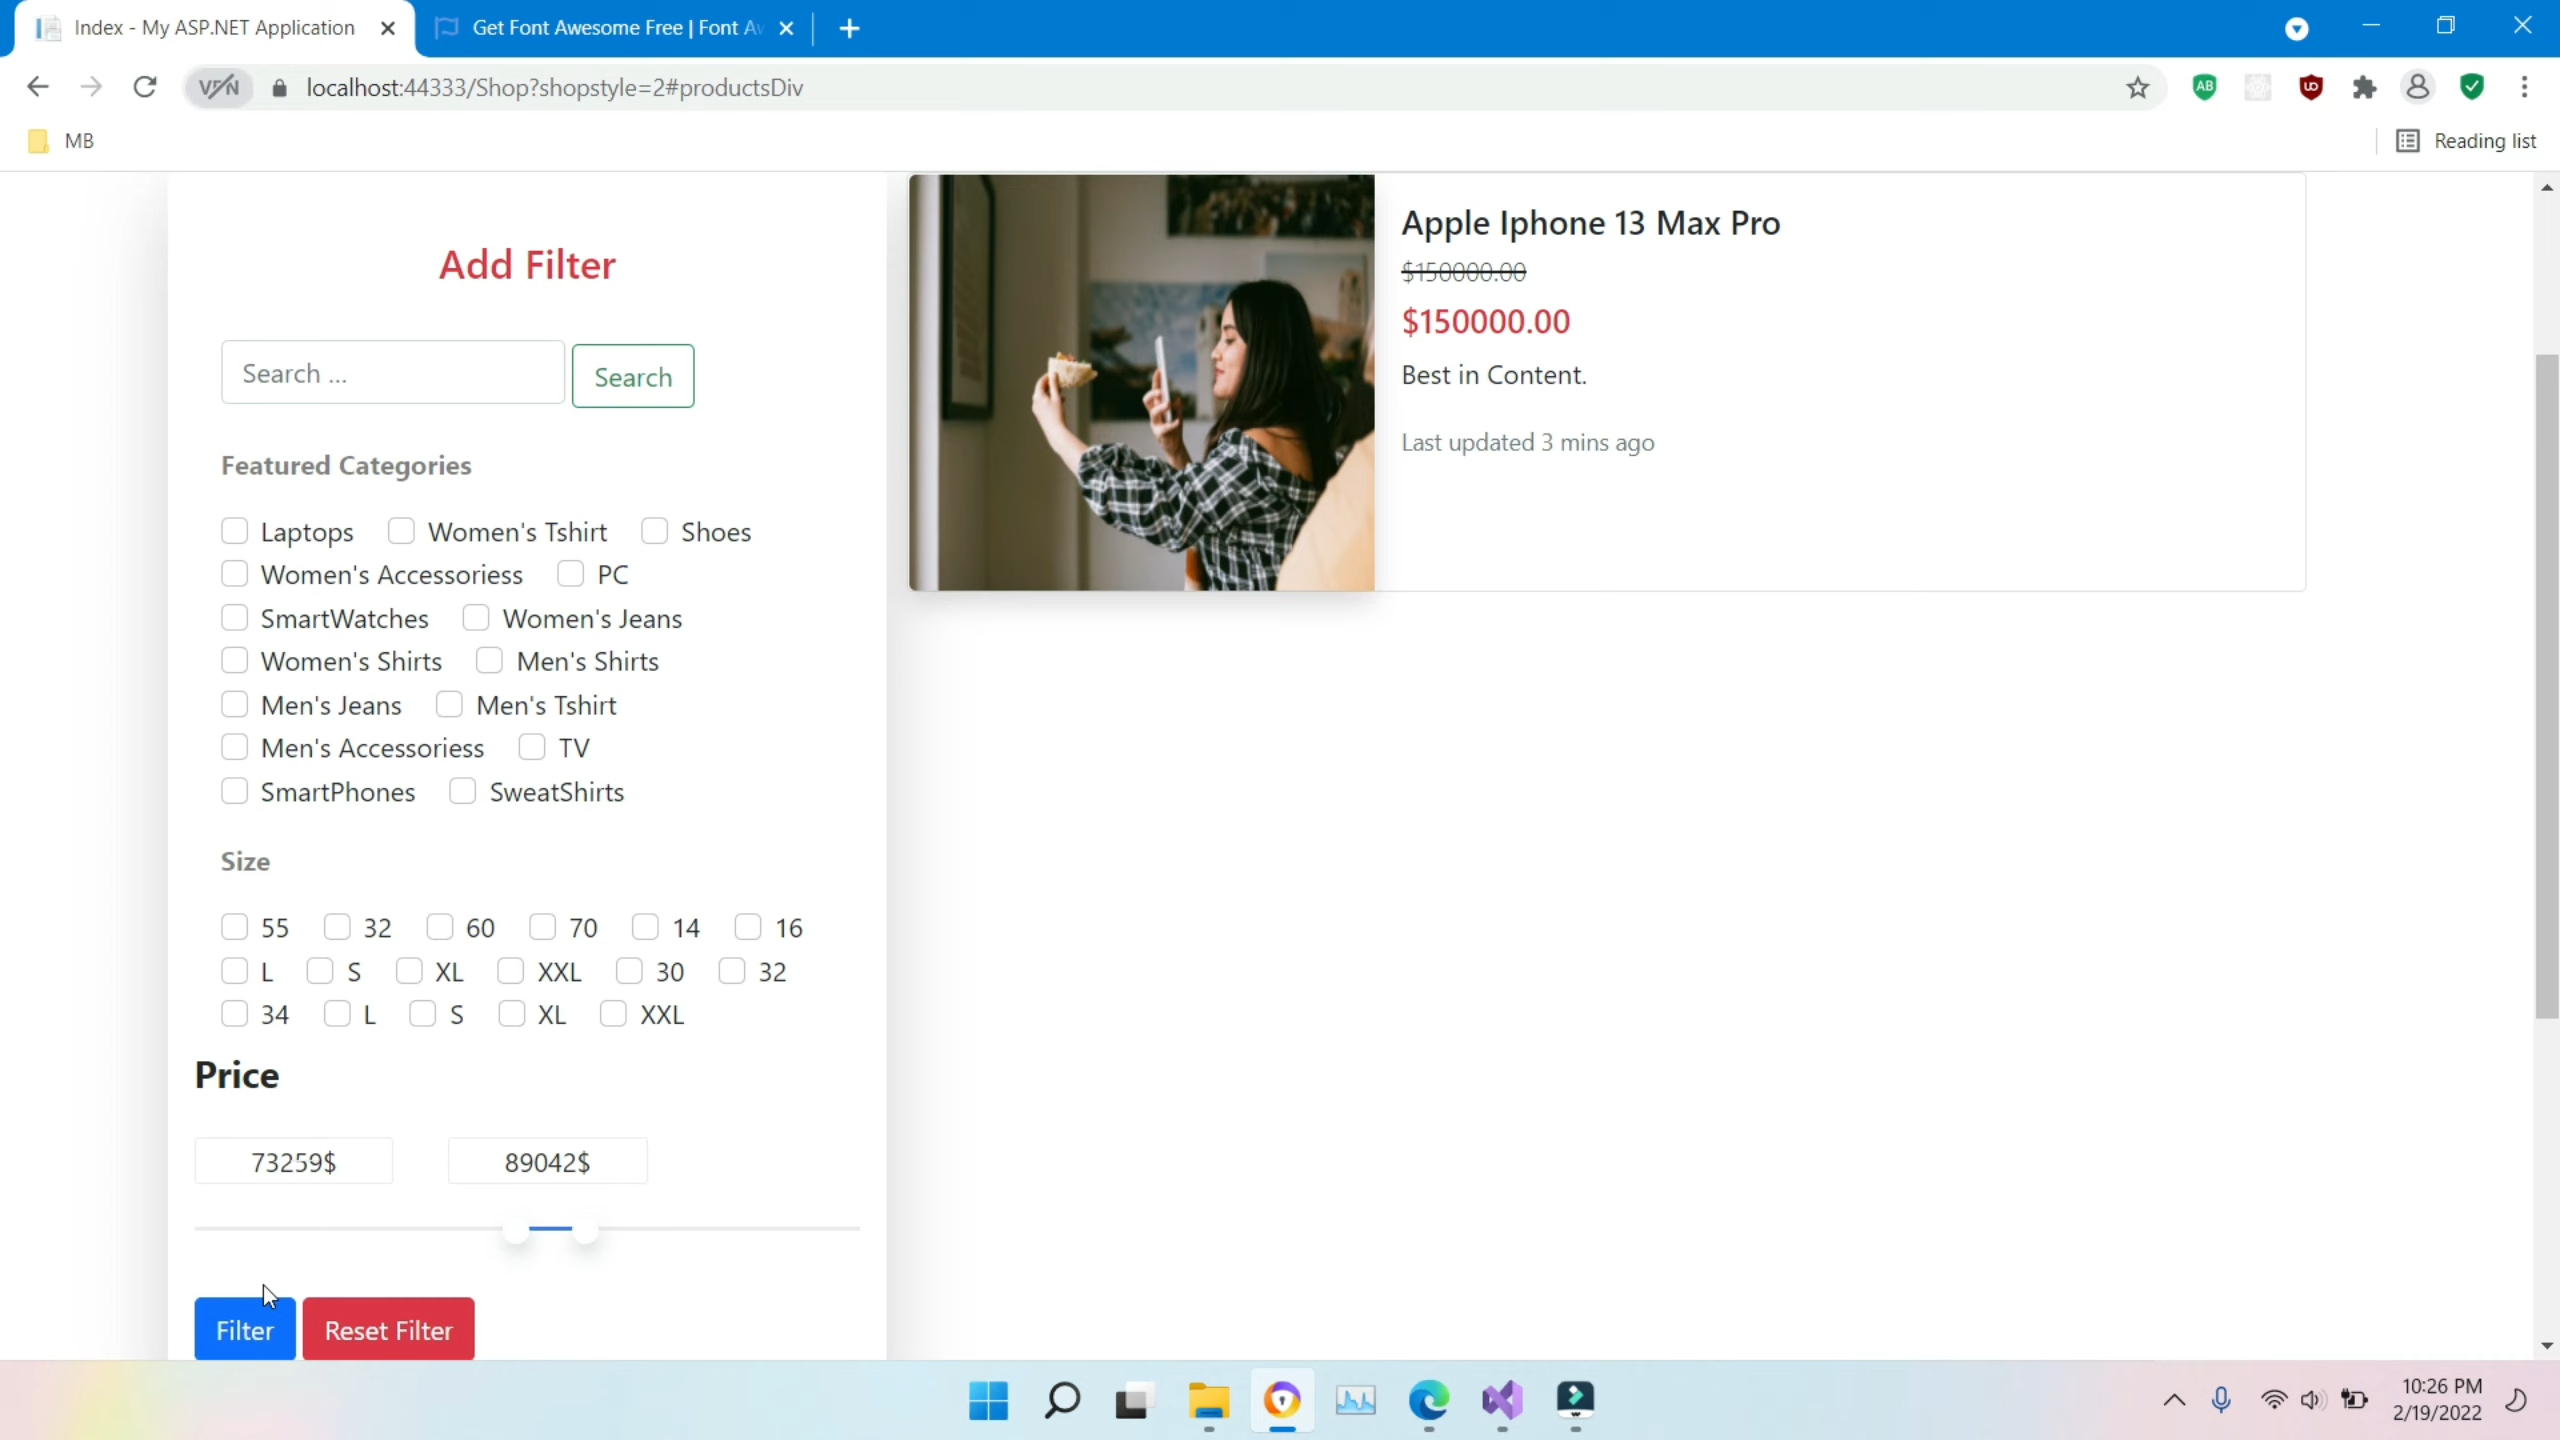 Index - My ASP.NET Application
Get Font Awesome Free | Font Aw
VPN
localhost:44333/Shop?shopstyle=2#productsDiv
AB
MB
Reading list
Add Filter
Search ...
Search
Featured Categories
Laptops Women's Tshirt Shoes
Women's Accessoriess PC
SmartWatches Women's Jeans
Women's Shirts Men's Shirts
Men's Jeans Men's Tshirt
Men's Accessoriess TV
SmartPhones SweatShirts
Size
55 32 60 70 14 16
L S XL XXL 30 32
34 L S XL XXL
Price
73259$ 89042$
Filter Reset Filter
Apple Iphone 13 Max Pro
$150000.00
$150000.00
Best in Content.
Last updated 3 mins ago
10:26 PM
2/19/2022